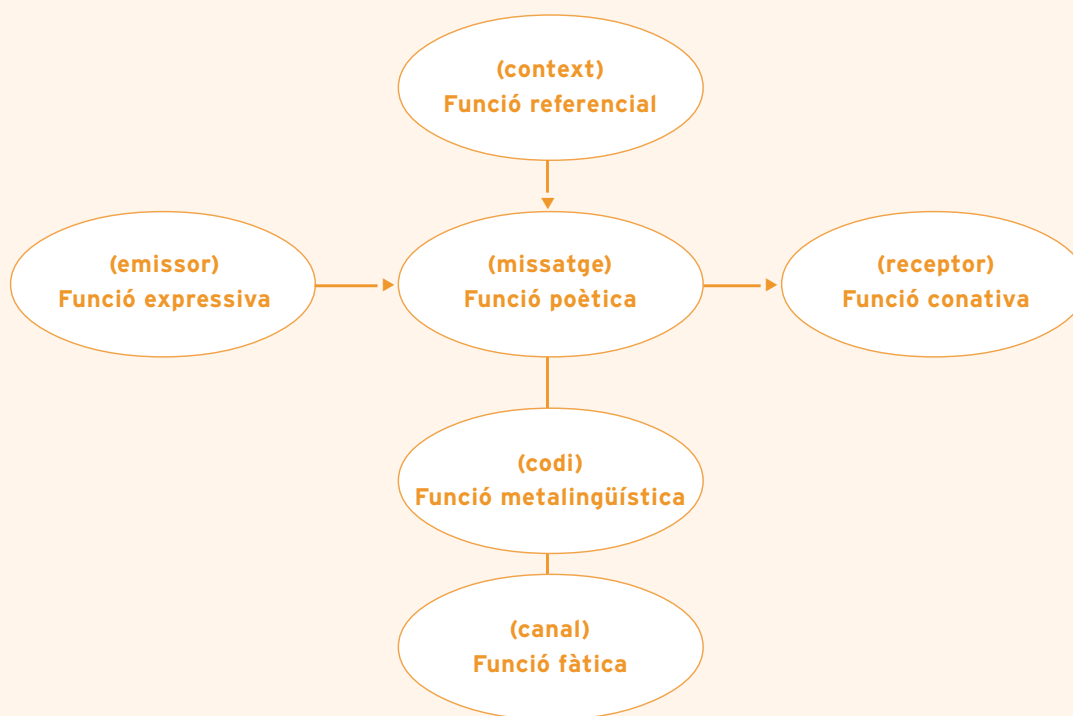 (context)
Funció referencial
(emissor)
Funció expressiva
(missatge)
Funció poètica
(receptor)
Funció conativa
(codi)
Funció metalingüística
(canal)
Funció fàtica